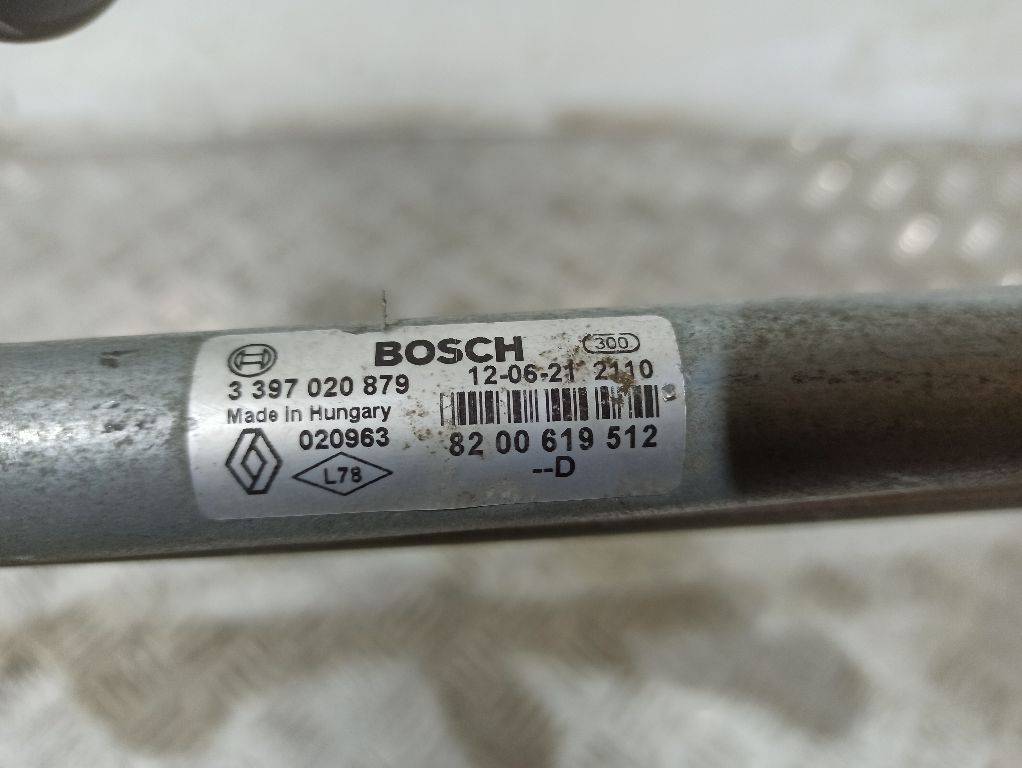 BOSCH 300
3 397 020 879 12-06-21 2110
Made in Hungary
020963 82 00 619 512
L78 --D